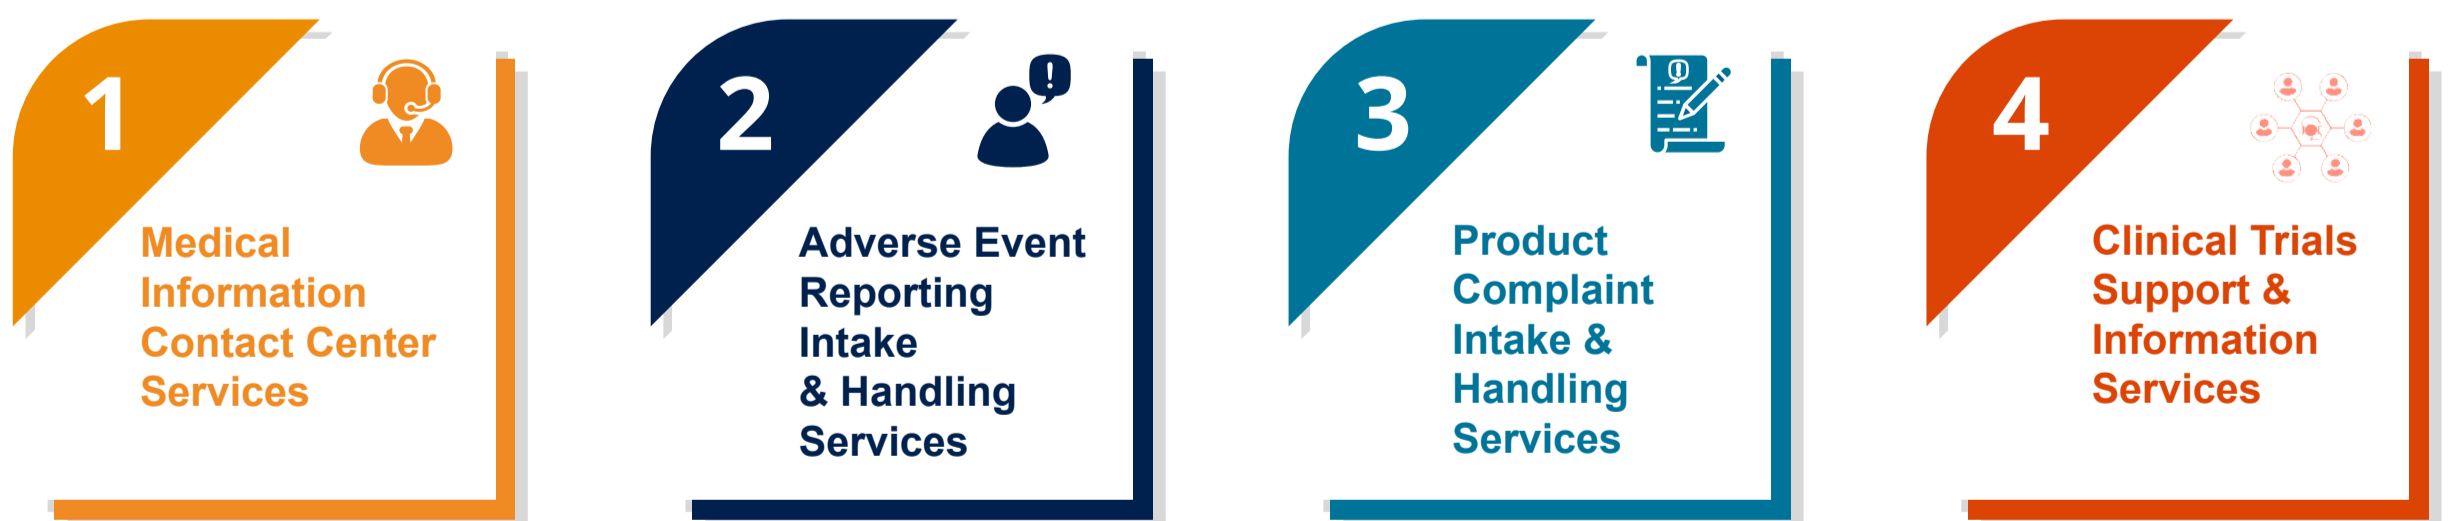 1
Medical
Information
Contact Center
Services
2
!
Adverse Event
Reporting
Intake
& Handling
Services
3
!
Product
Complaint
Intake &
Handling
Services
4
Clinical Trials
Support &
Information
Services